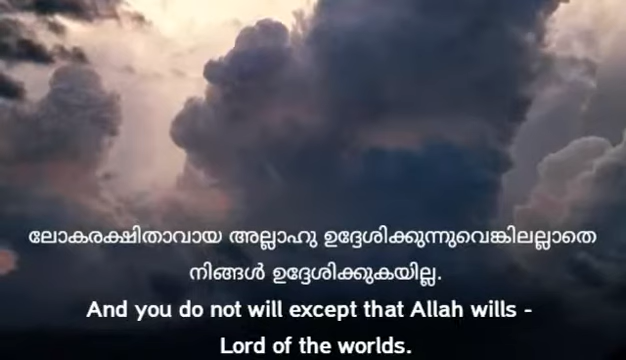 ലോകരക്ഷിതാവായ അല്ലാഹു ഉദ്ദേശിക്കുന്നുവെങ്കിലല്ലാതെ
നിങ്ങൾ ഉദ്ദേശിക്കുകയില്ല.
And you do not will except that Allah wills -
Lord of the worlds.